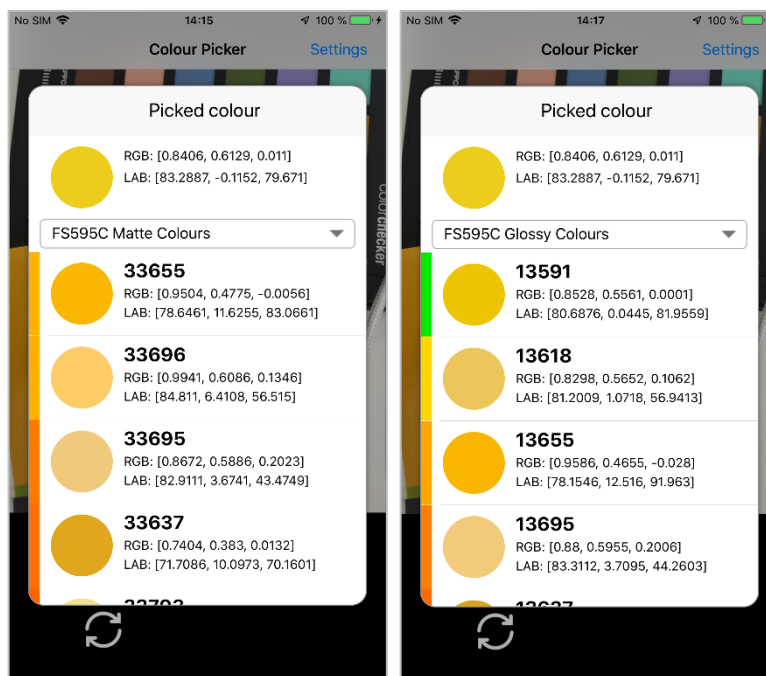 No SIM 14:15 100 %
Colour Picker Settings
Picked colour
RGB: [0.8406, 0.6129, 0.011]
LAB: [83.2887, -0.1152, 79.671]
colorchecker
FS595C Matte Colours
33655
RGB: [0.9504, 0.4775, -0.0056]
LAB: [78.6461, 11.6255, 83.0661]
33696
RGB: [0.9941, 0.6086, 0.1346]
LAB: [84.811, 6.4108, 56.515]
33695
RGB: [0.8672, 0.5886, 0.2023]
LAB: [82.9111, 3.6741, 43.4749]
33637
RGB: [0.7404, 0.383, 0.0132]
LAB: [71.7086, 10.0973, 70.1601]
No SIM 14:17 100 %
Colour Picker Settings
Picked colour
RGB: [0.8406, 0.6129, 0.011]
LAB: [83.2887, -0.1152, 79.671]
FS595C Glossy Colours
13591
RGB: [0.8528, 0.5561, 0.0001]
LAB: [80.6876, 0.0445, 81.9559]
13618
RGB: [0.8298, 0.5652, 0.1062]
LAB: [81.2009, 1.0718, 56.9413]
13655
RGB: [0.9586, 0.4655, -0.028]
LAB: [78.1546, 12.516, 91.963]
13695
RGB: [0.88, 0.5955, 0.2006]
LAB: [83.3112, 3.7095, 44.2603]